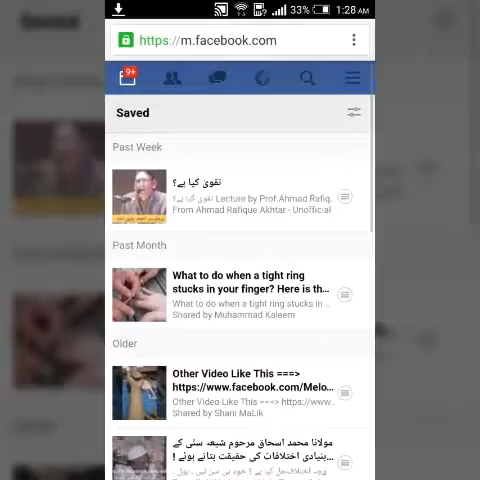 33% 1:28 AM
https://m.facebook.com
9+
Saved
Past Week
تقویٰ کیا ہے؟
تقویٰ کیا ہے؟ Lecture by Prof.Ahmad Rafiq..
From Ahmad Rafique Akhtar - Unofficial
Past Month
What to do when a tight ring
stucks in your finger? Here is th...
What to do when a tight ring stucks in ..
Shared by Muhammad Kaleem
Older
Other Video Like This ===>
https://www.facebook.com/Melo...
Other Video Like This ===> https://www..
Shared by Shani MaLik
مولانا محمد اسحاق مرحوم شیعہ سنی کے
بنیادی اختلافات کی حقیقت بتاتے ہوئے !...